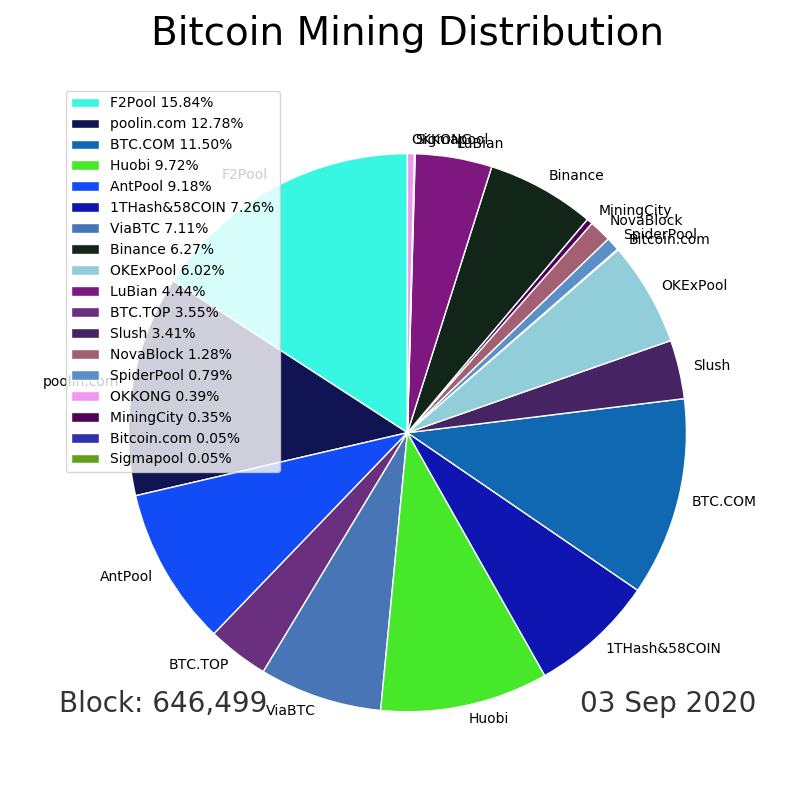 Bitcoin Mining Distribution
F2Pool 15.84%
poolin.com 12.78%
BTC.COM 11.50%
Huobi 9.72%
AntPool 9.18%
1THash&58COIN 7.26%
ViaBTC 7.11%
Binance 6.27%
OKExPool 6.02%
LuBian 4.44%
BTC.TOP 3.55%
Slush 3.41%
NovaBlock 1.28%
SpiderPool 0.79%
OKKONG 0.39%
MiningCity 0.35%
Bitcoin.com 0.05%
Sigmapool 0.05%
OKKONG
Sigmapool
LuBian
F2Pool
Binance
MiningCity
NovaBlock
SpiderPool
Bitcoin.com
OKExPool
Slush
poolin.com
BTC.COM
AntPool
1THash&58COIN
BTC.TOP
ViaBTC
Huobi
Block: 646,499
03 Sep 2020